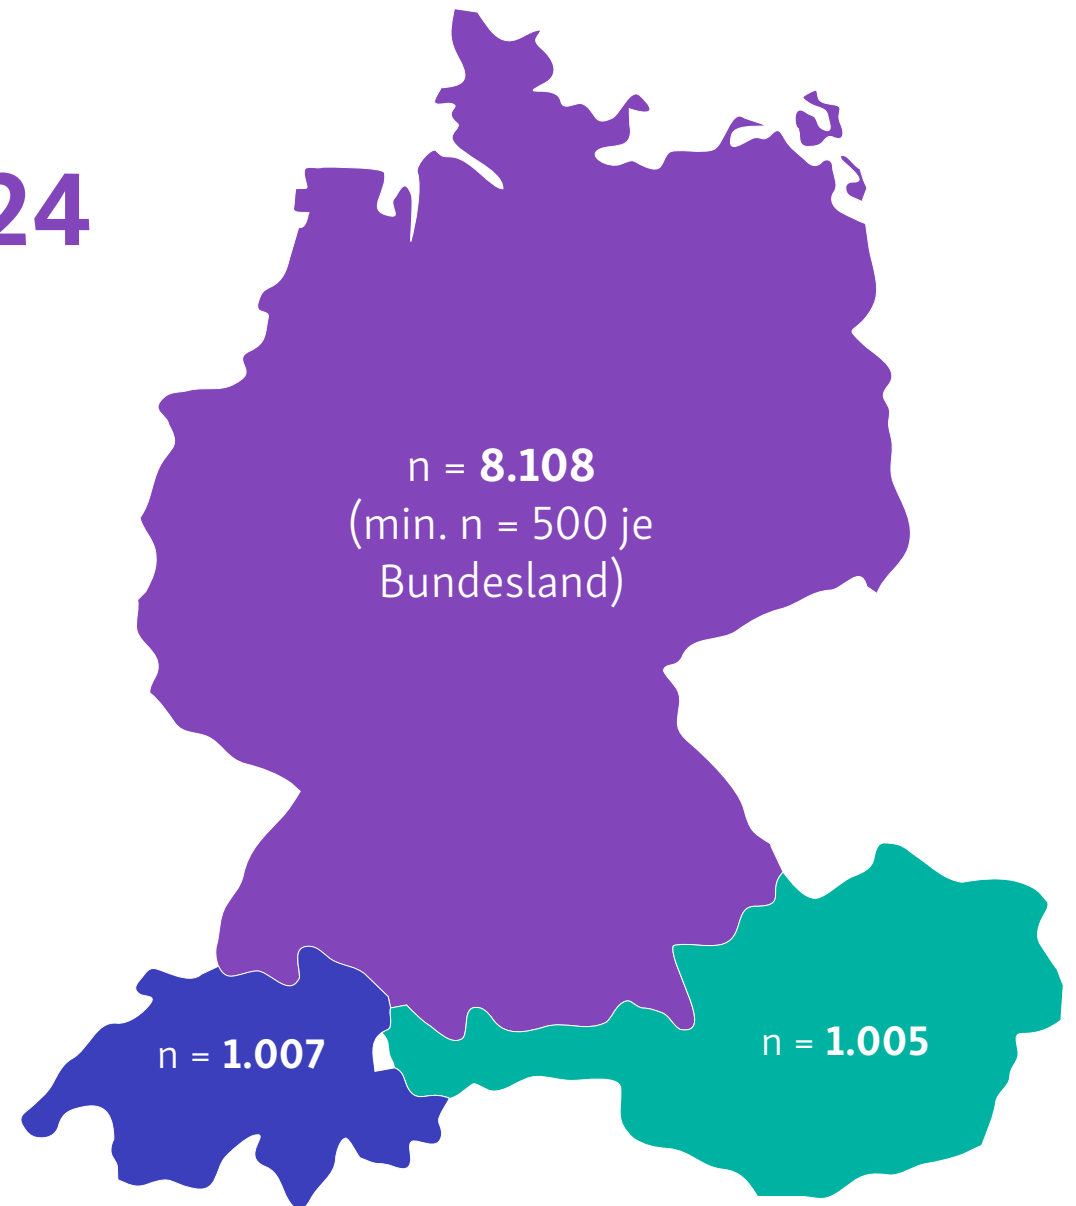 24
n = 8.108
(min. n = 500 je
Bundesland)
n = 1.007
n = 1.005